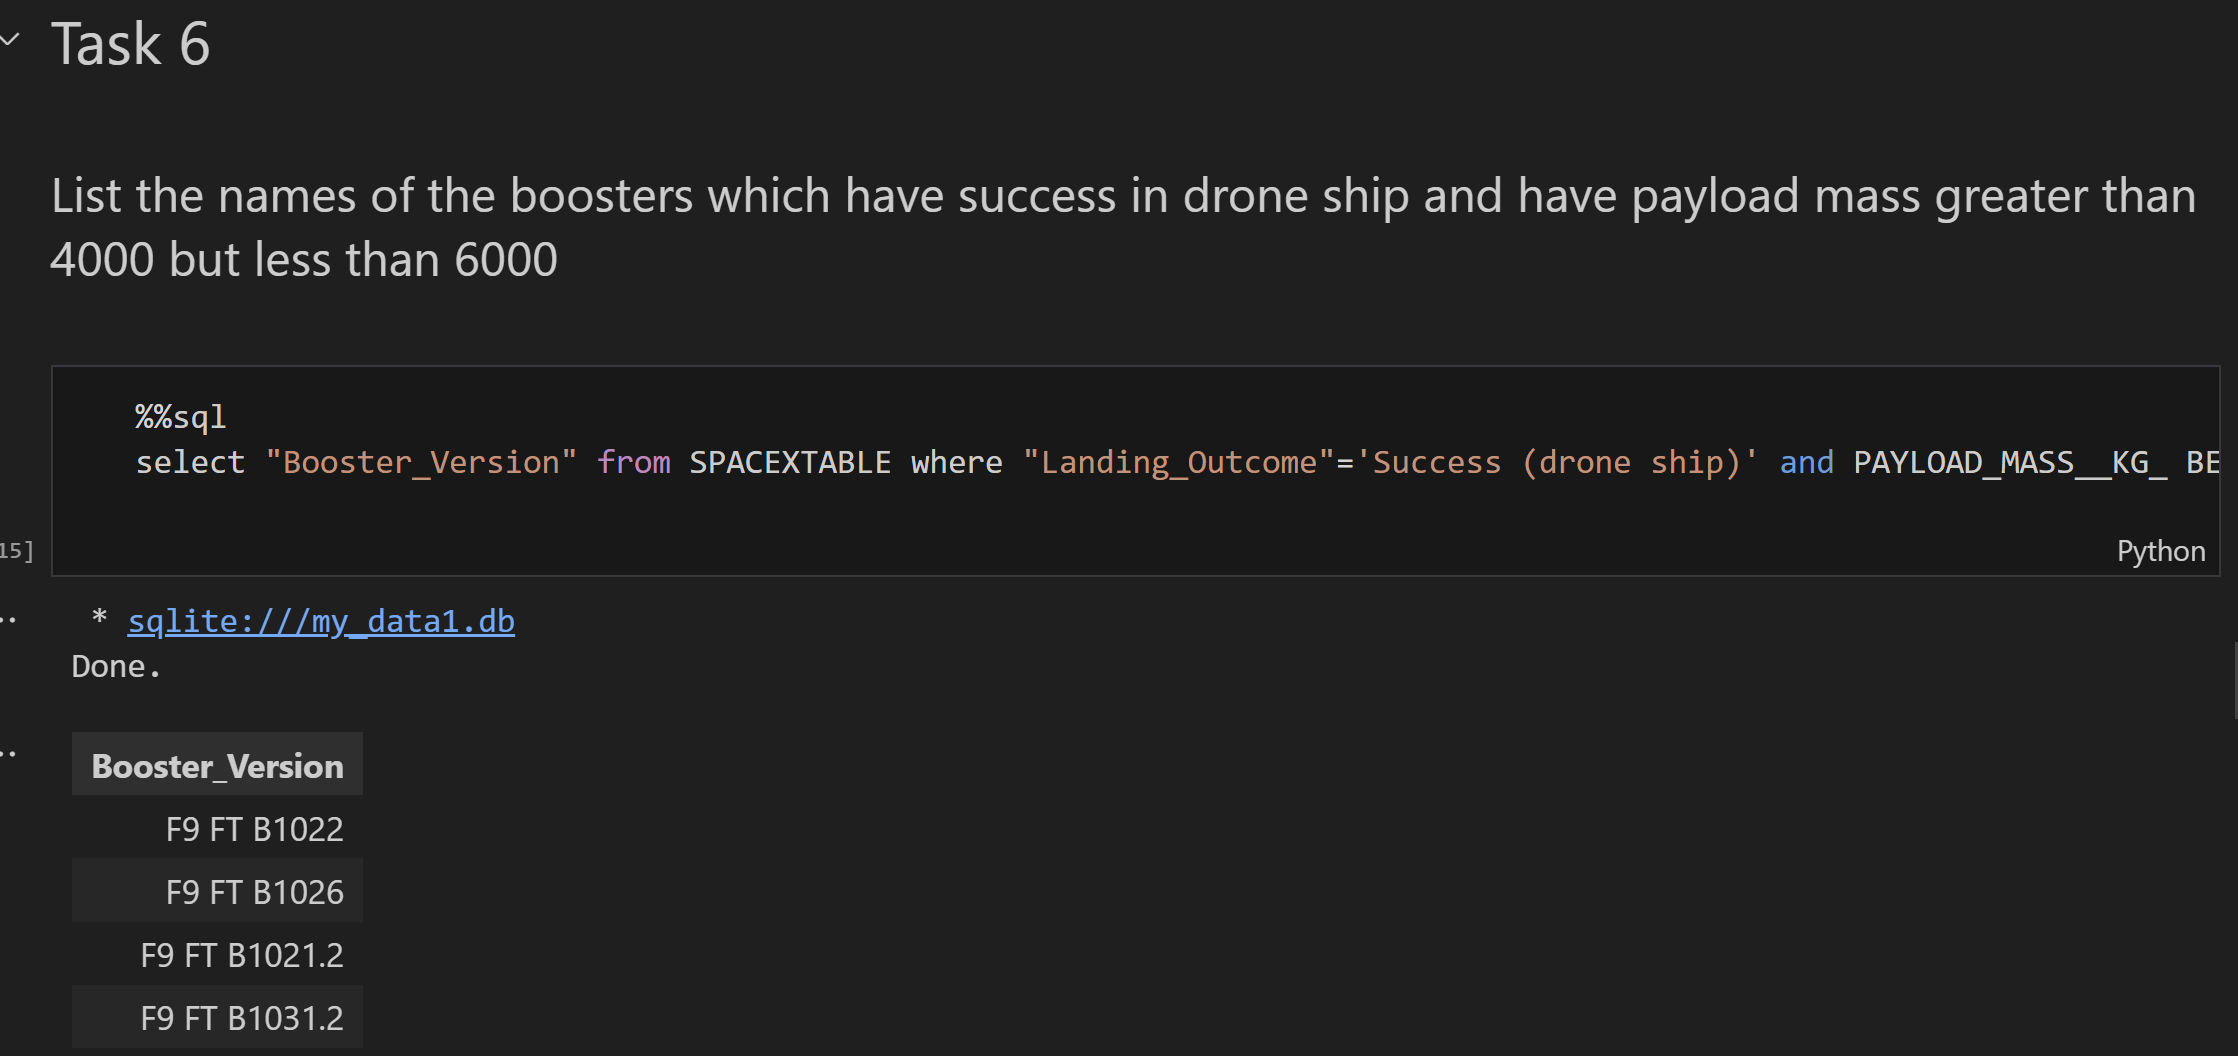 Task 6
List the names of the boosters which have success in drone ship and have payload mass greater than
4000 but less than 6000
%%sql
select "Booster_Version" from SPACEXTABLE where "Landing_Outcome"='Success (drone ship)' and PAYLOAD_MASS__KG_ BE
15]
Python
* sqlite:///my_data1.db
Done.
Booster_Version
F9 FT B1022
F9 FT B1026
F9 FT B1021.2
F9 FT B1031.2